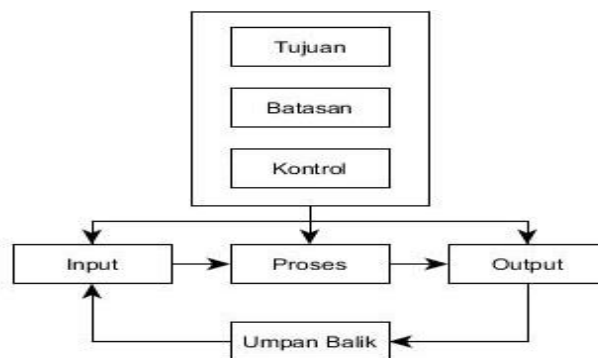 Tujuan
Batasan
Kontrol
Input
Proses
Output
Umpan Balik